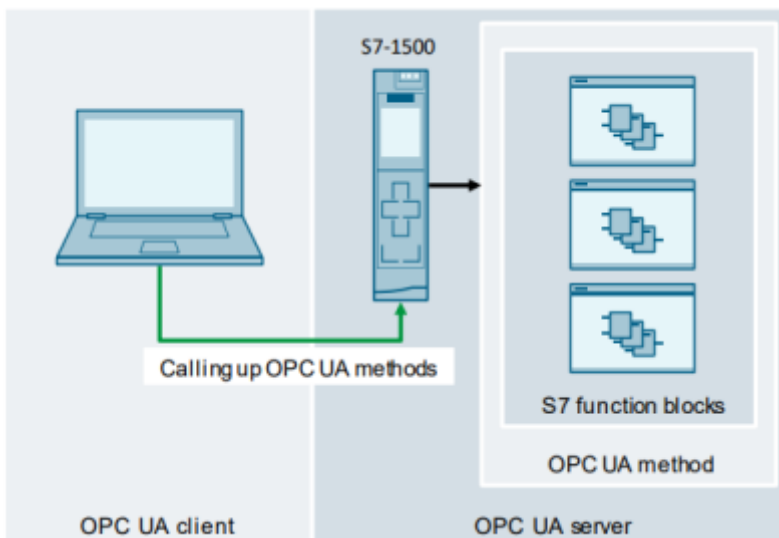 S7-1500
Calling up OPC UA methods
S7 function blocks
OPC UA method
OPC UA client
OPC UA server